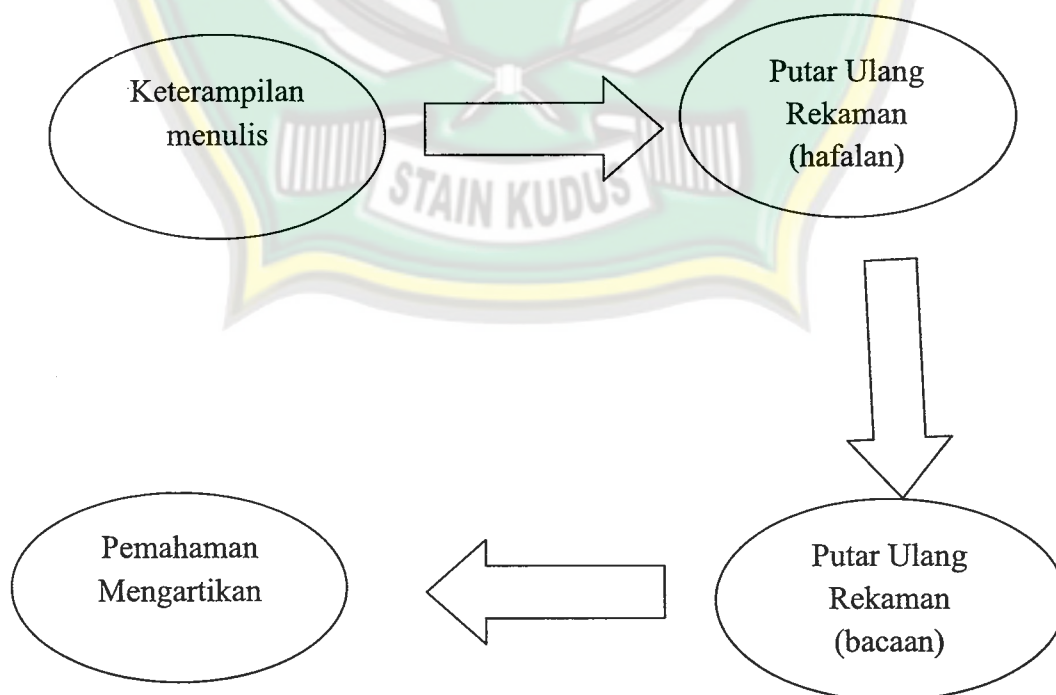 Keterampilan
menulis
Putar Ulang
Rekaman
(hafalan)
STAIN KUDUS
Putar Ulang
Rekaman
(bacaan)
Pemahaman
Mengartikan